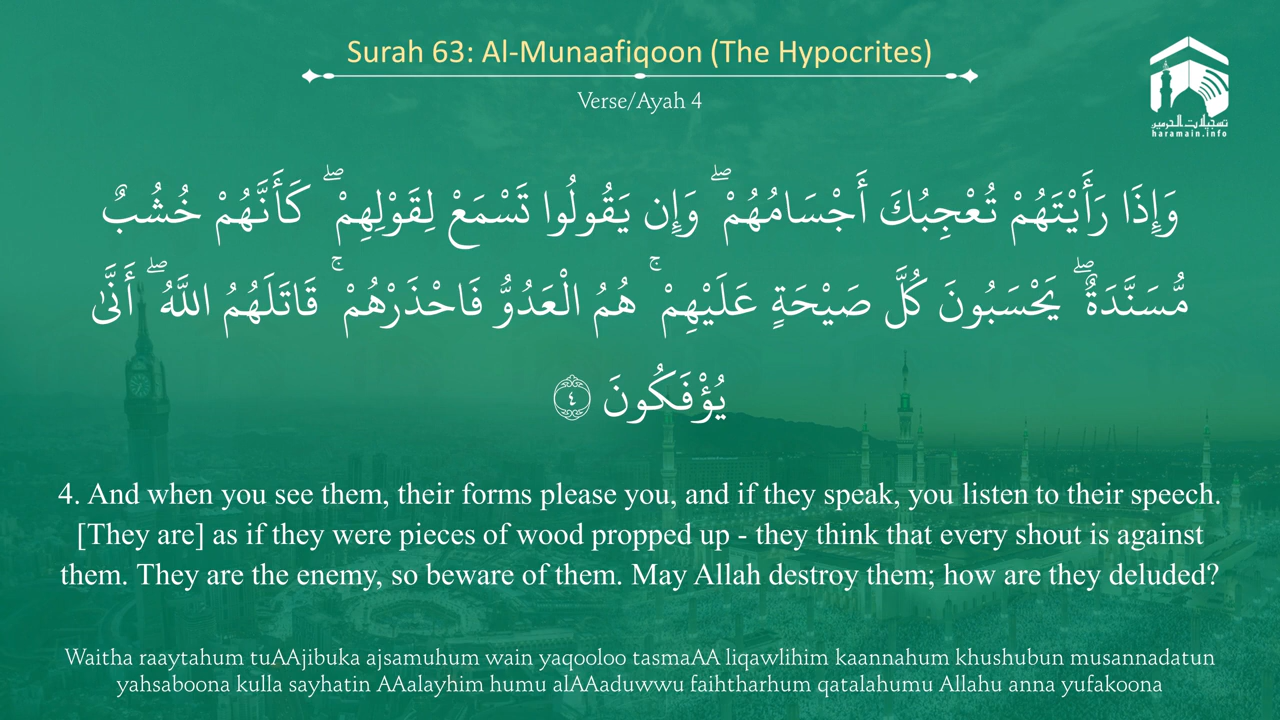 Surah 63: Al-Munaafiqoon (The Hypocrites)
Verse/Ayah 4
تسجيلات الحرمين
haramain.info
وَإِذَا رَأَيْتَهُمْ تُعْجِبُكَ أَجْسَامُهُمْ ۖ وَإِن يَقُولُوا تَسْمَعْ لِقَوْلِهِمْ ۖ كَأَنَّهُمْ خُشُبٌ
مُّسَنَّدَةٌ ۖ يَحْسَبُونَ كُلَّ صَيْحَةٍ عَلَيْهِمْ ۚ هُمُ الْعَدُوُّ فَاحْذَرْهُمْ ۚ قَاتَلَهُمُ اللَّهُ ۖ أَنَّىٰ
يُؤْفَكُونَ ﴿٤﴾
4. And when you see them, their forms please you, and if they speak, you listen to their speech.
[They are] as if they were pieces of wood propped up - they think that every shout is against
them. They are the enemy, so beware of them. May Allah destroy them; how are they deluded?
Waitha raaytahum tuAAjibuka ajsamuhum wain yaqooloo tasmaAA liqawlihim kaannahum khushubun musannadatun
yahsaboona kulla sayhatin AAalayhim humu alAAaduwwu faihtharhum qatalahumu Allahu anna yufakoona